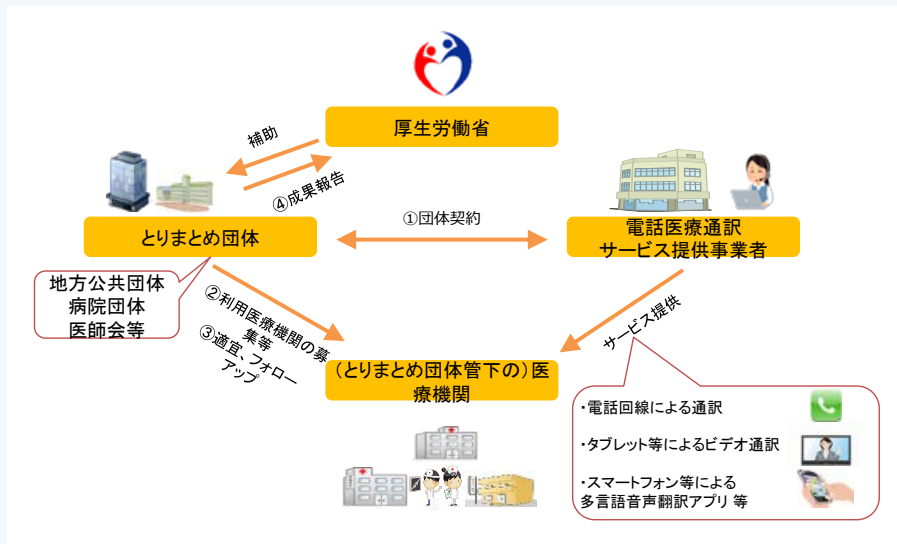 厚生労働省
補助
④成果報告
①団体契約
とりまとめ団体
電話医療通訳
サービス提供事業者
地方公共団体
病院団体
医師会等
②利用医療機関の募
集等
③適宜、フォロー
アップ
サービス提供
(とりまとめ団体管下の)医
療機関
・電話回線による通訳
・タブレット等によるビデオ通訳
・スマートフォン等による
多言語音声翻訳アプリ 等